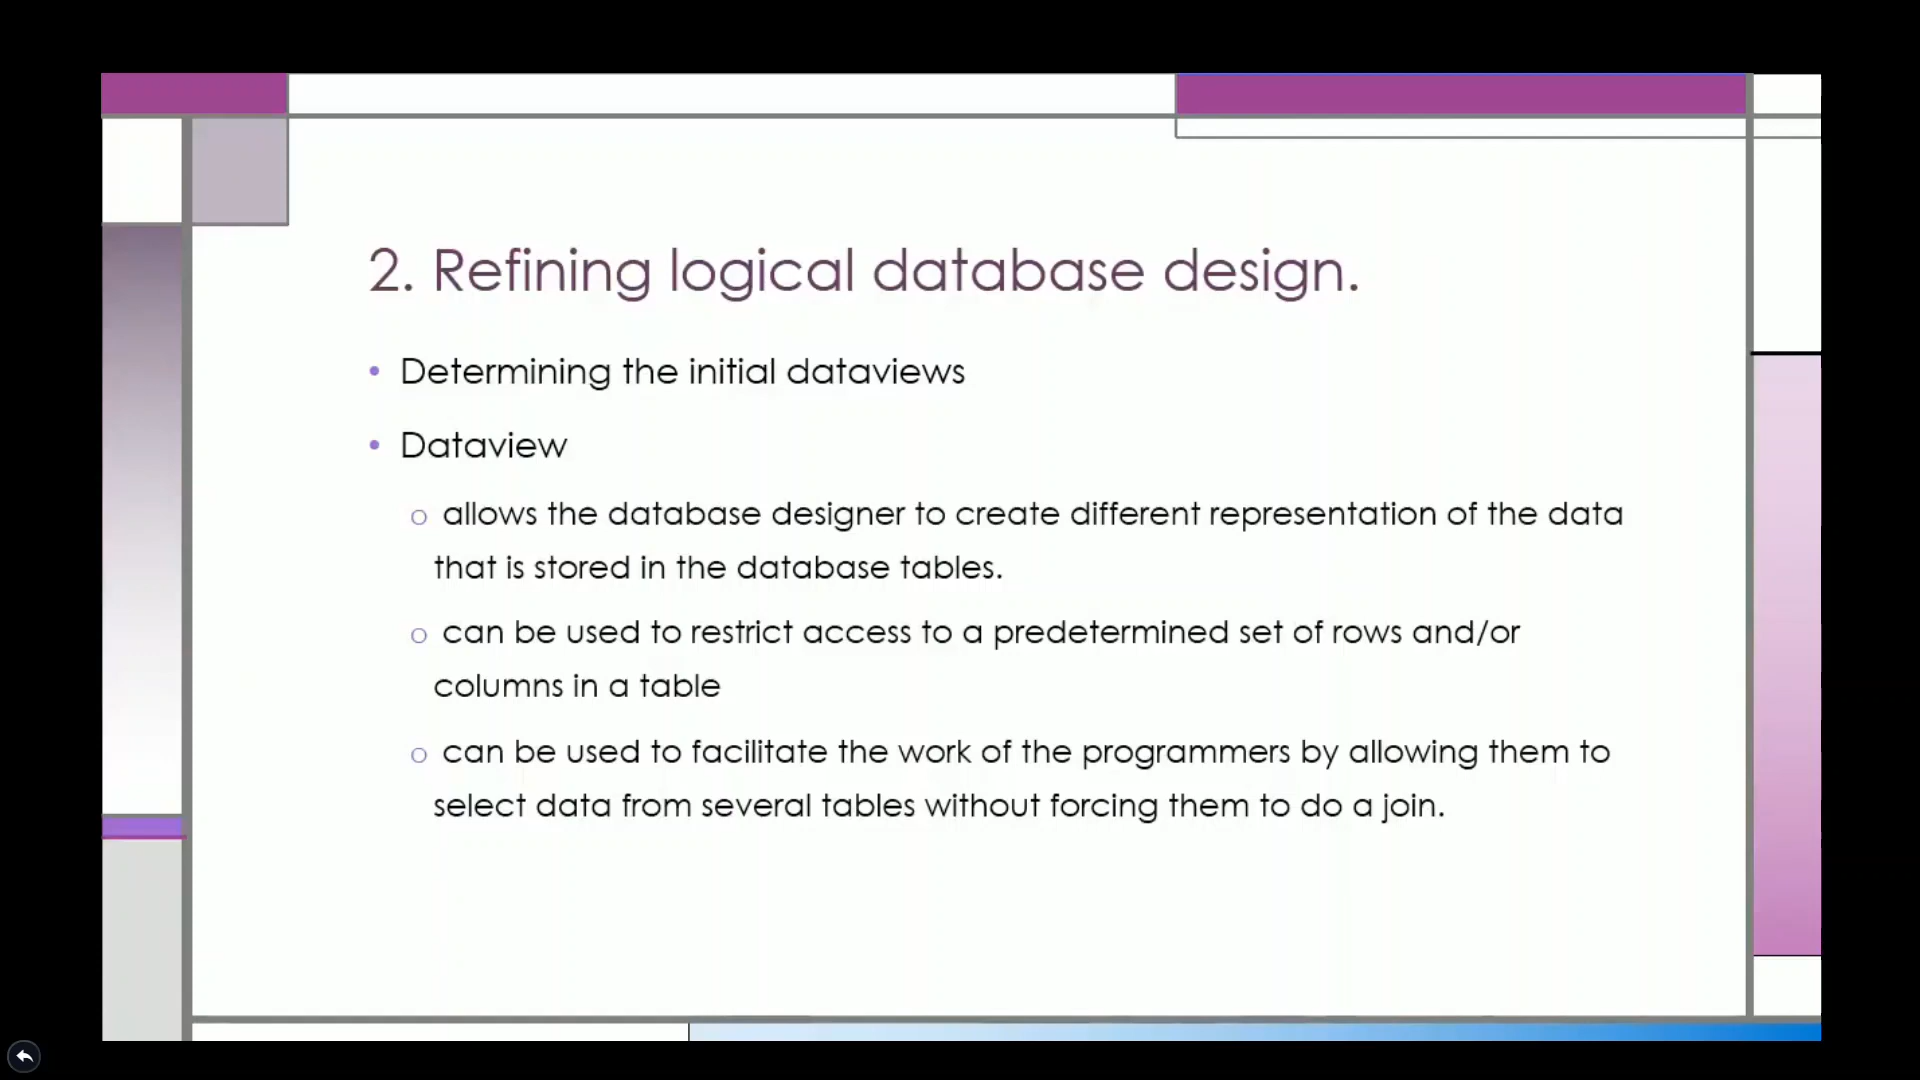 2. Refining logical database design.
• Determining the initial dataviews
• Dataview
o allows the database designer to create different representation of the data
that is stored in the database tables.
o can be used to restrict access to a predetermined set of rows and/or
columns in a table
o can be used to facilitate the work of the programmers by allowing them to
select data from several tables without forcing them to do a join.